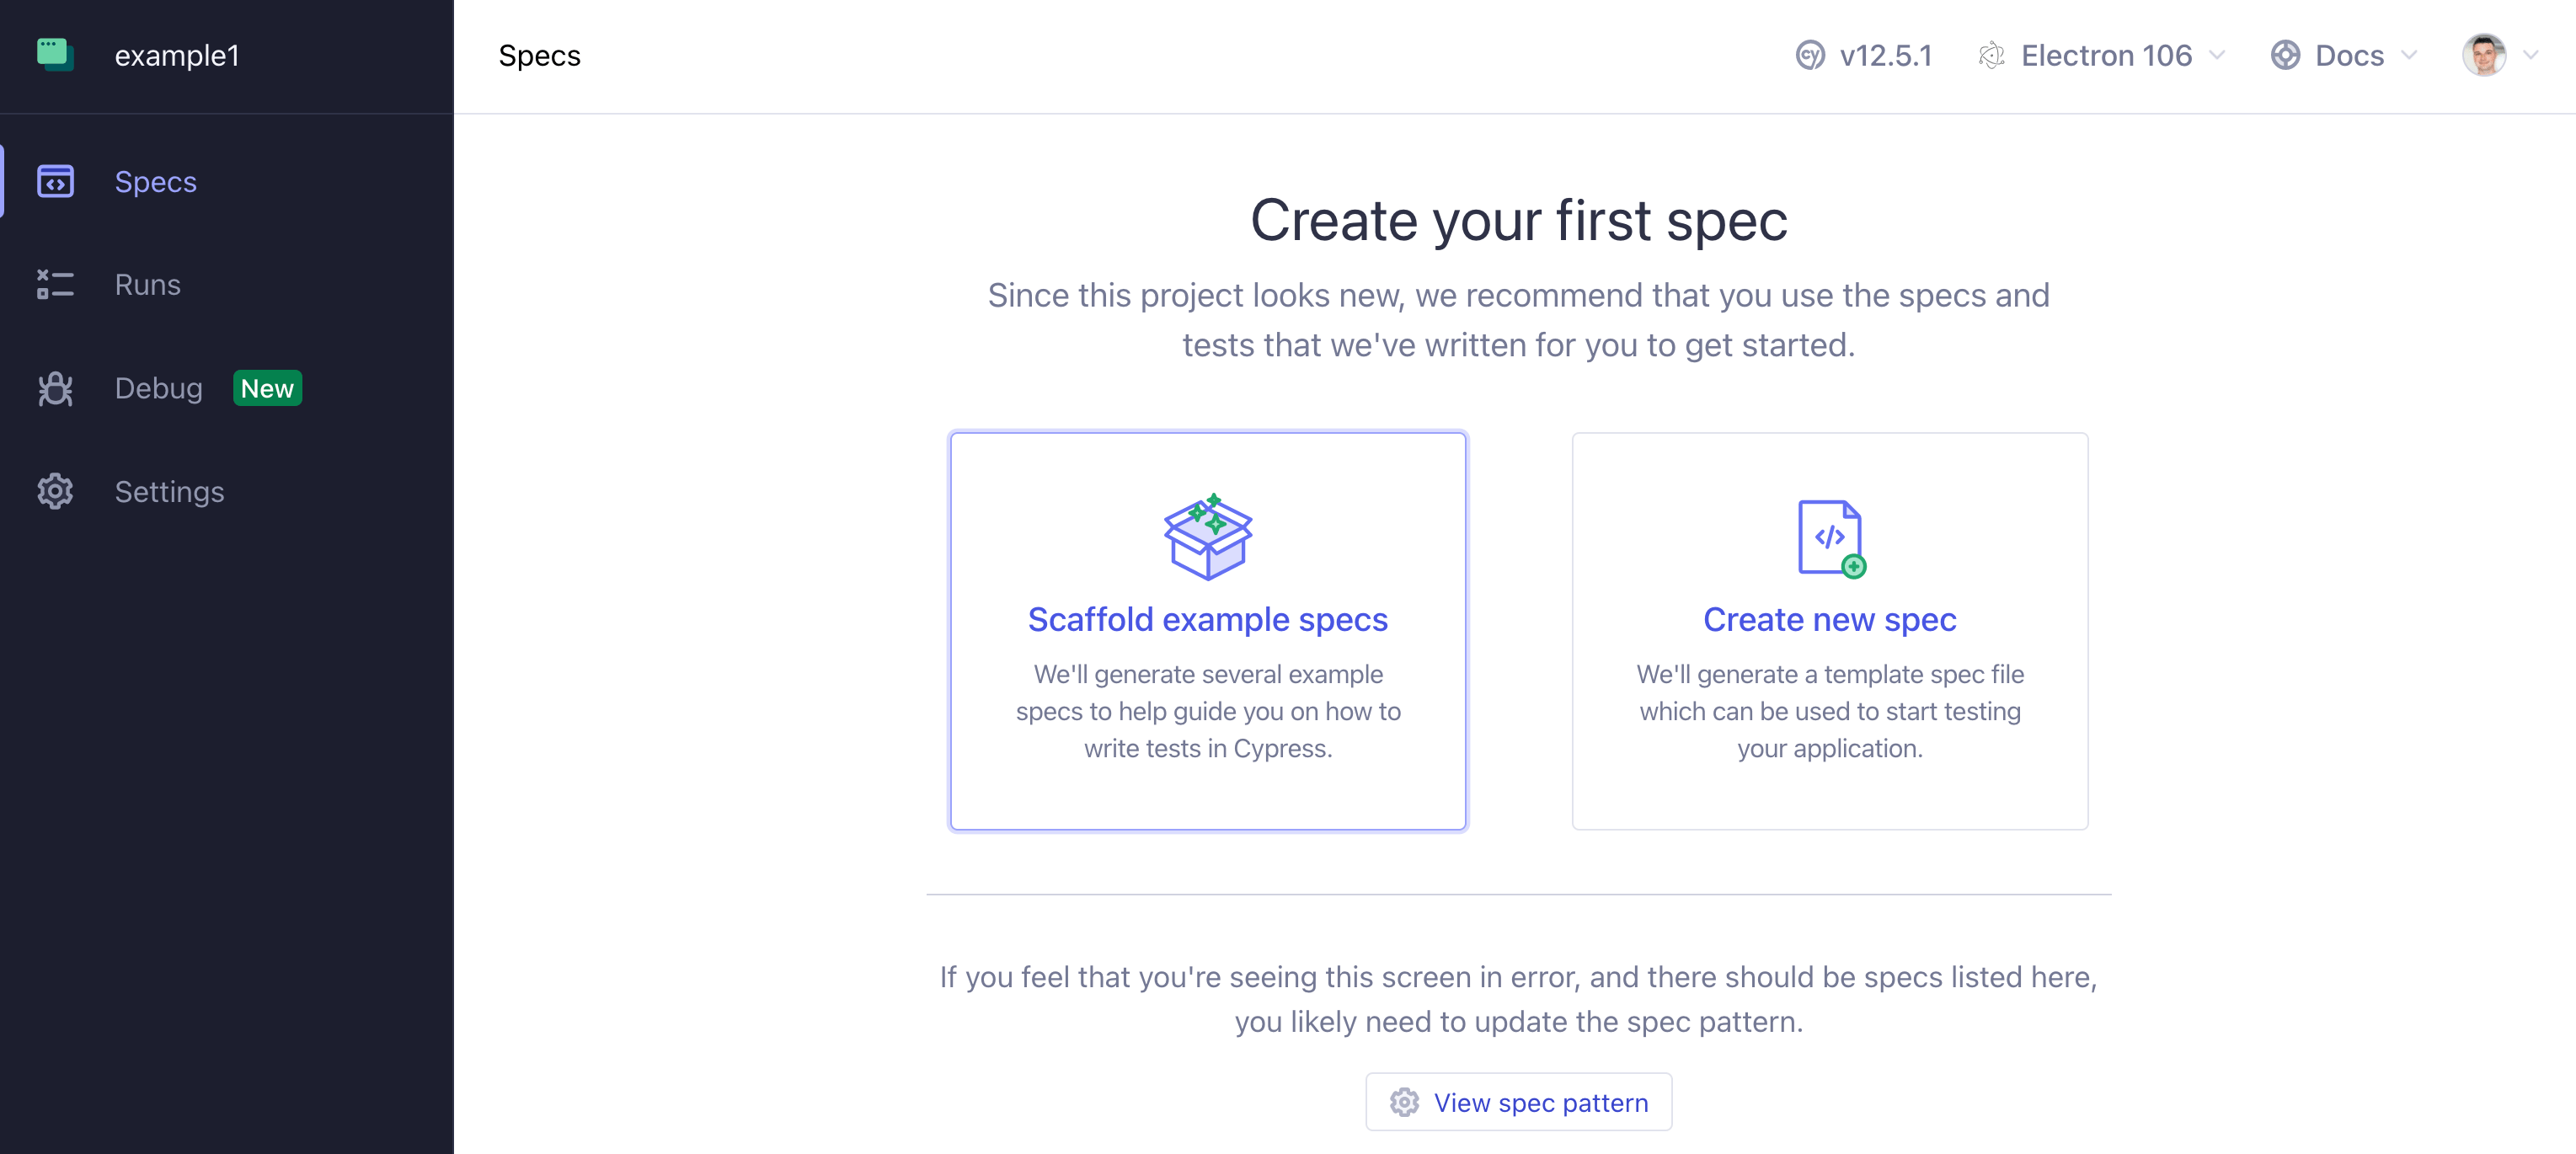 example1
Specs
v12.5.1
Electron 106
Docs
Specs
Runs
Debug New
Settings
Create your first spec
Since this project looks new, we recommend that you use the specs and
tests that we've written for you to get started.
Scaffold example specs
We'll generate several example
specs to help guide you on how to
write tests in Cypress.
Create new spec
We'll generate a template spec file
which can be used to start testing
your application.
If you feel that you're seeing this screen in error, and there should be specs listed here,
you likely need to update the spec pattern.
View spec pattern